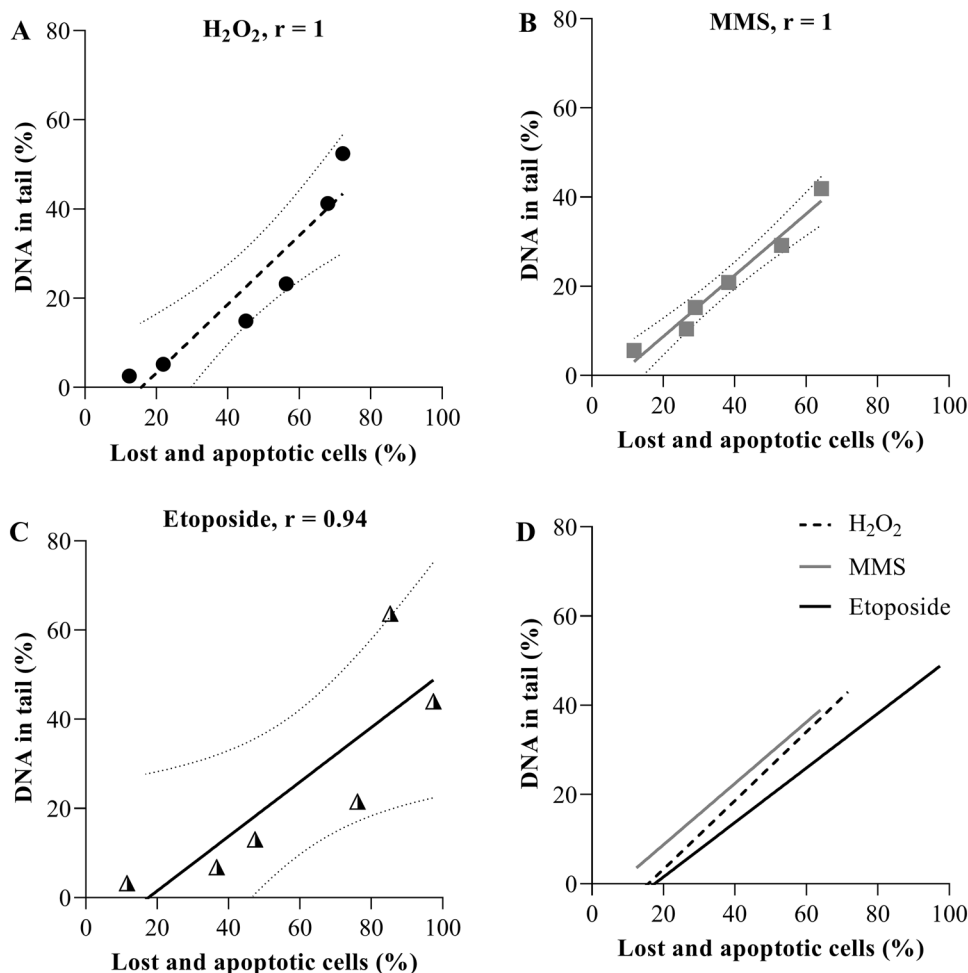 A
H₂O₂, r = 1
DNA in tail (%)
80
60
40
20
0
0 20 40 60 80 100
Lost and apoptotic cells (%)
B
MMS, r = 1
DNA in tail (%)
80
60
40
20
0
0 20 40 60 80 100
Lost and apoptotic cells (%)
C
Etoposide, r = 0.94
DNA in tail (%)
80
60
40
20
0
0 20 40 60 80 100
Lost and apoptotic cells (%)
D
H₂O₂
MMS
Etoposide
DNA in tail (%)
80
60
40
20
0
0 20 40 60 80 100
Lost and apoptotic cells (%)